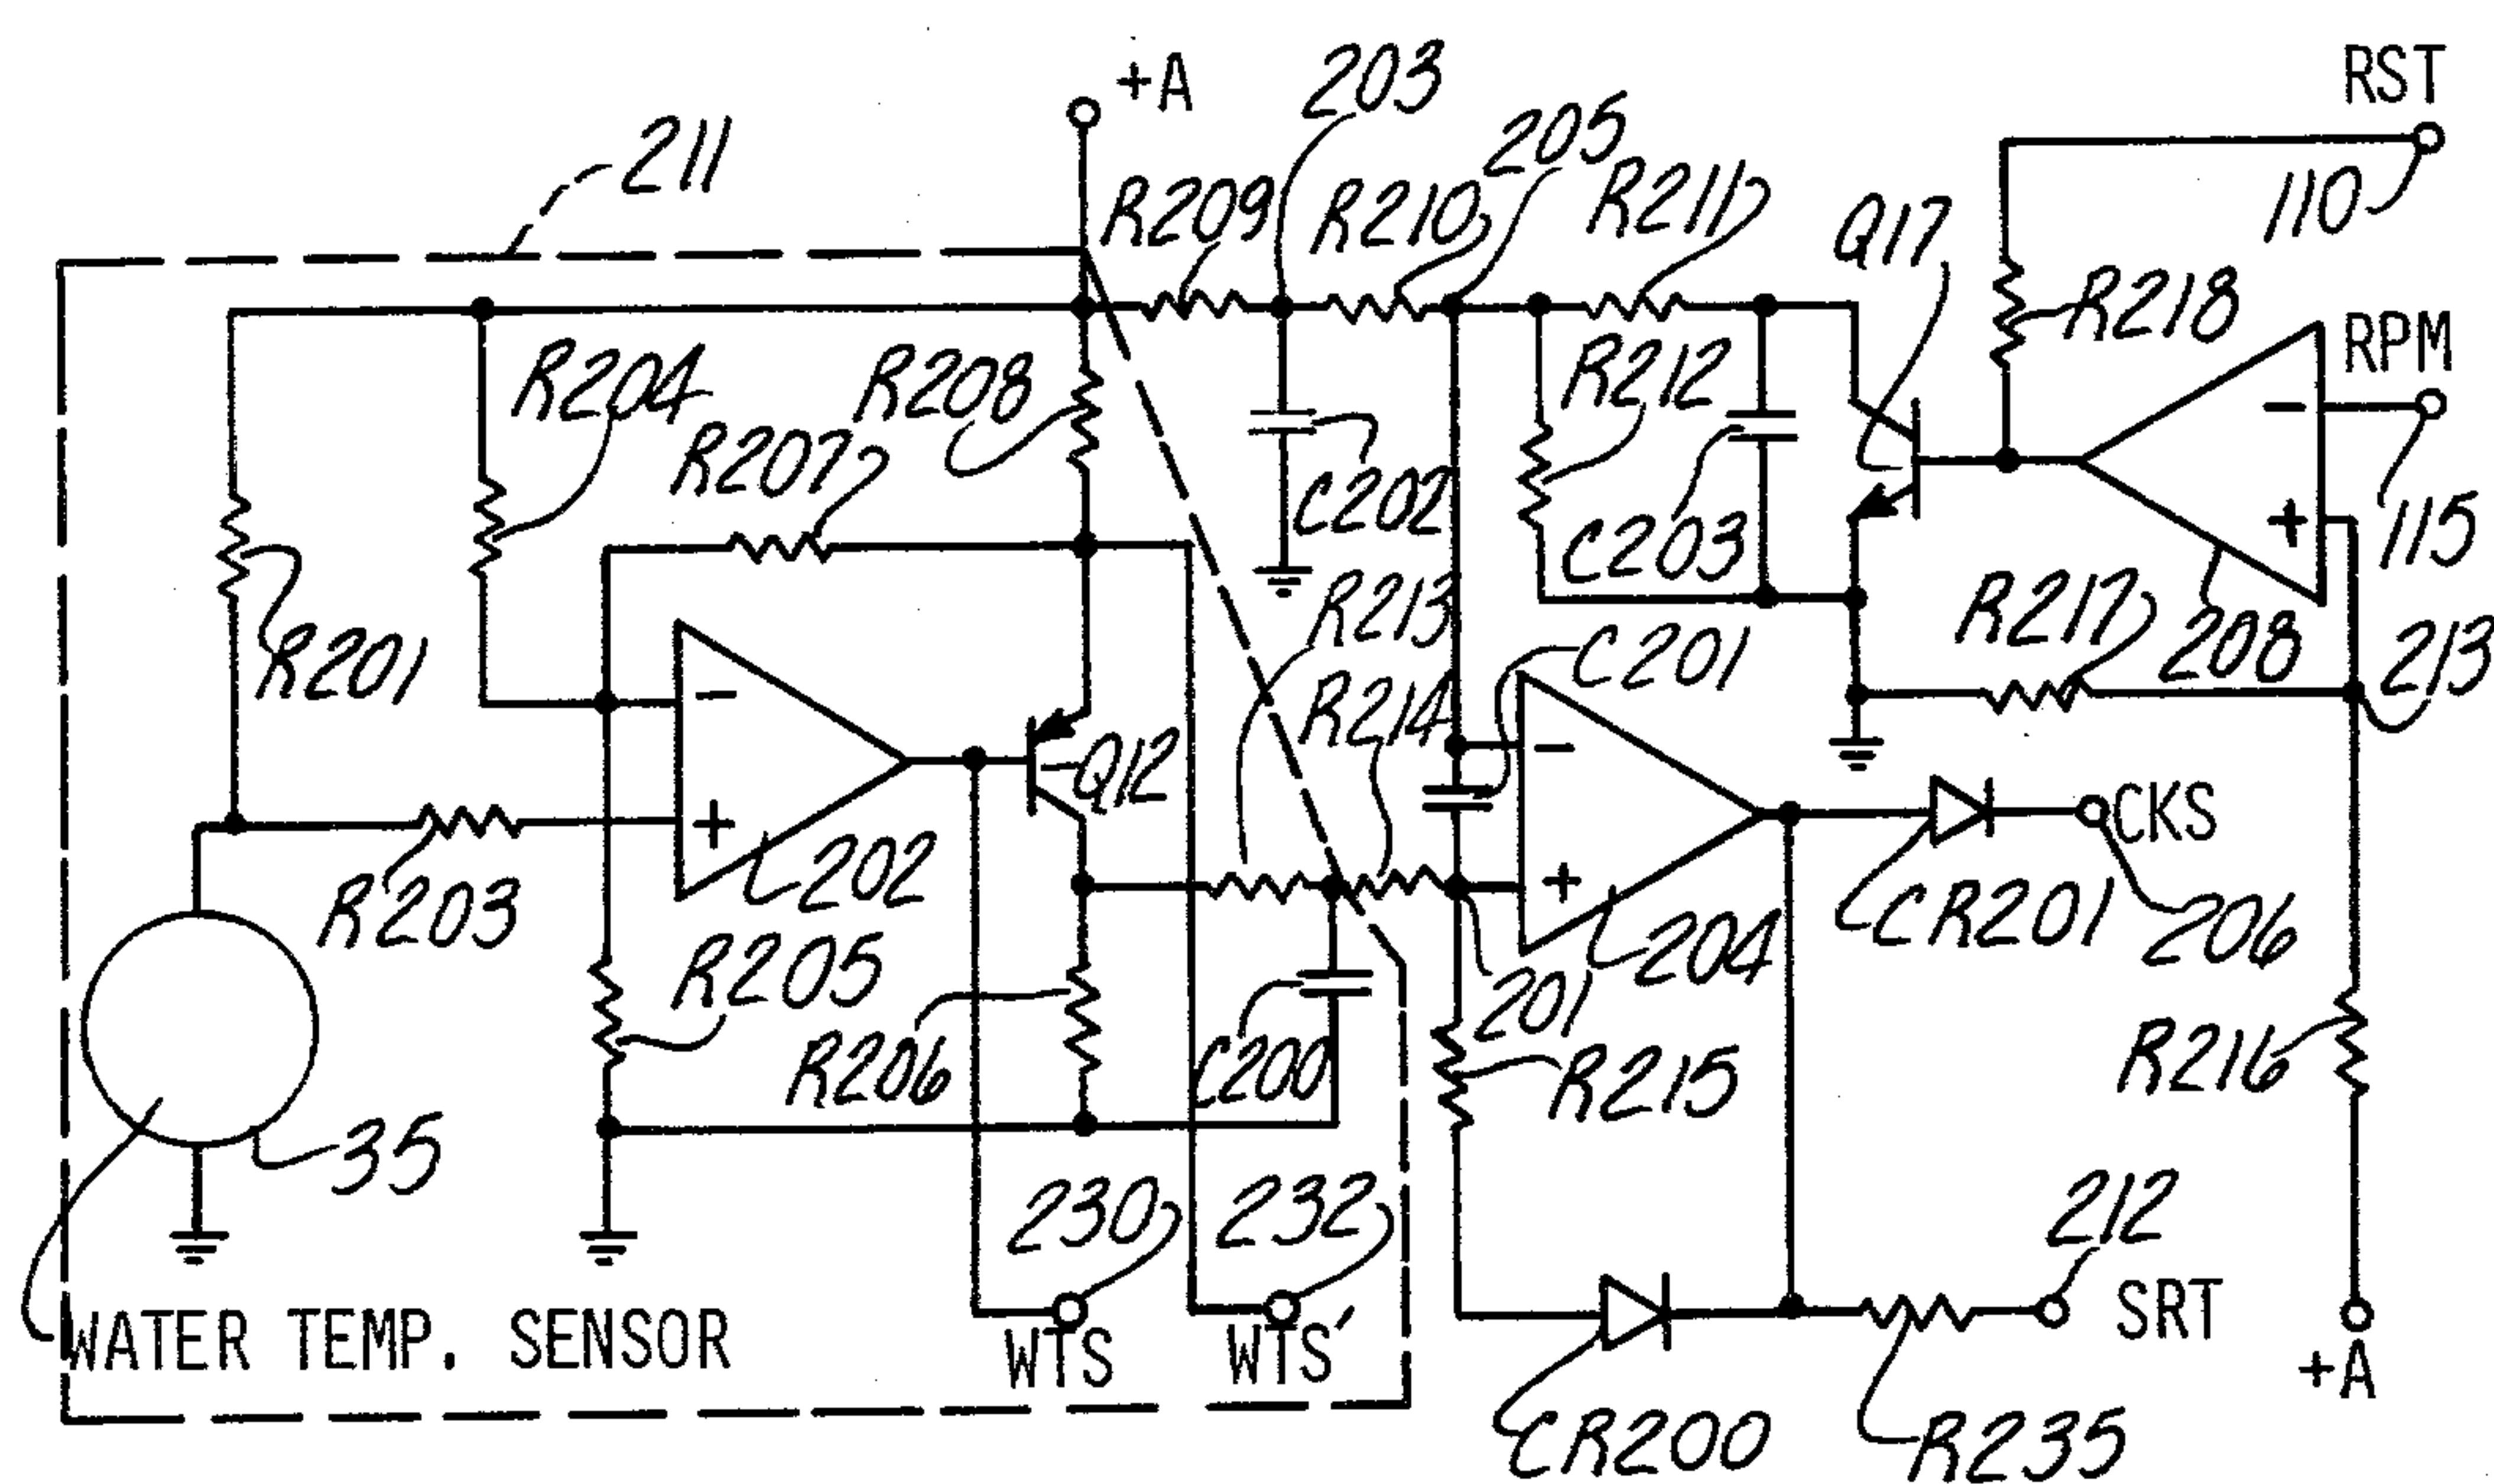 RST
+A
203
205
211
R209
R210
R211
Q17
110
R218
RPM
R204
R208
R212
R207
C202
C203
115
R213
R217
208
213
R201
C201
R214
Q12
CKS
R203
202
R205
204
CR201
206
201
R206
C200
R215
R216
35
230
232
212
WATER TEMP. SENSOR
WTS
WTS'
SRT
+A
CR200
R235
- + - + - +